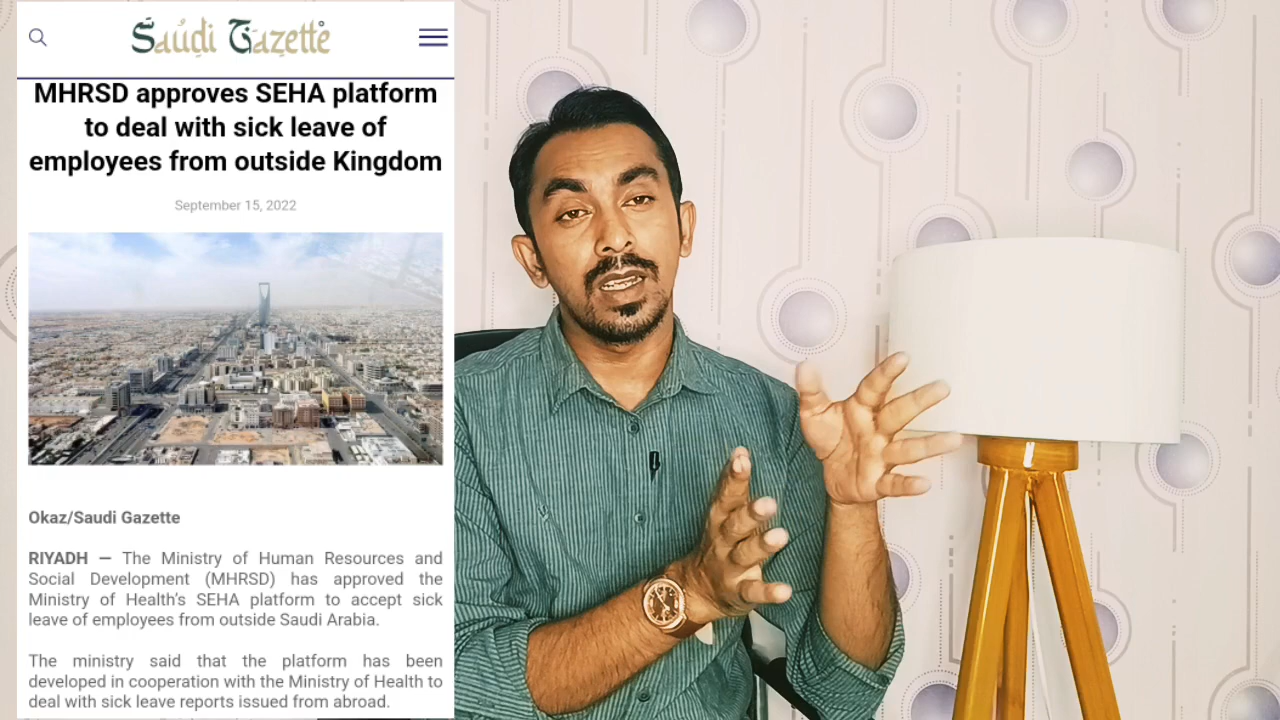 Saudi Gazette
MHRSD approves SEHA platform
to deal with sick leave of
employees from outside Kingdom
September 15, 2022
Okaz/Saudi Gazette
RIYADH — The Ministry of Human Resources and
Social Development (MHRSD) has approved the
Ministry of Health’s SEHA platform to accept sick
leave of employees from outside Saudi Arabia.
The ministry said that he platform has been
developed in cooperation with the Ministry of Health to
deal with sick leave reports issued from abroad.